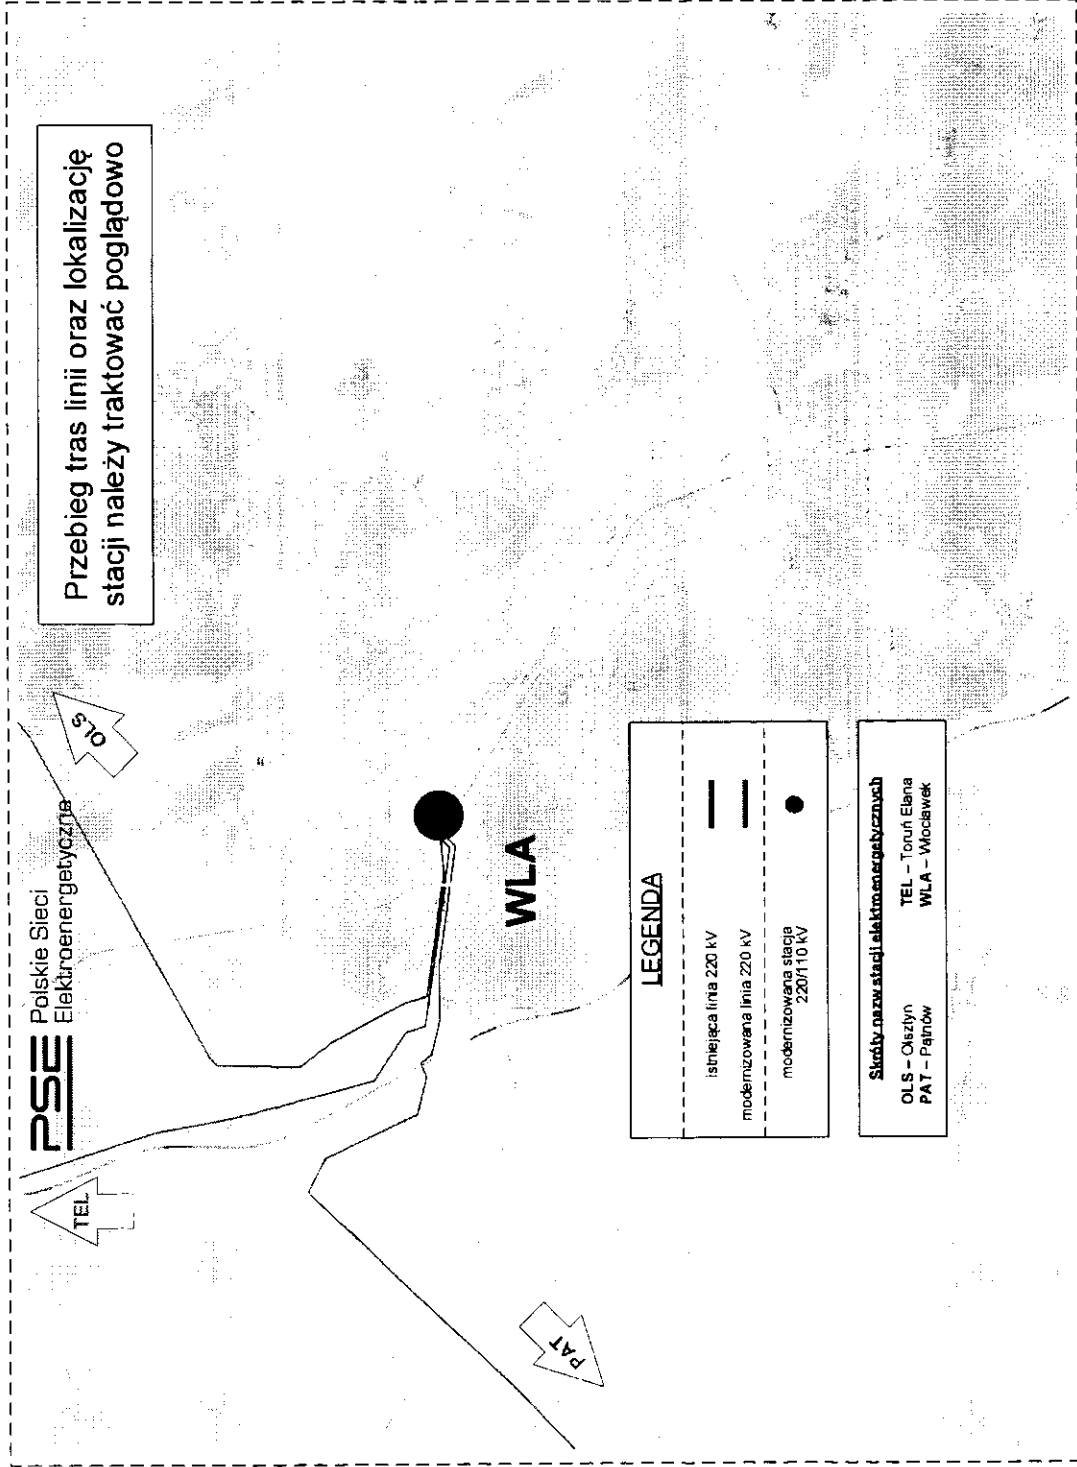 PSE
Polskie Sieci
Elektroenergetyczne
Przebieg tras linii oraz lokalizację
stacji należy traktować poglądowo
TEL
OLS
PAT
WLA
LEGENDA
istniejąca linia 220 kV
modernizowana linia 220 kV
modernizowana stacja
220/110 kV
Skróty nazw stacji elektroenergetycznych
OLS – Olsztyn TEL – Toruń Elana
PAT – Pątnów WLA – Włocławek